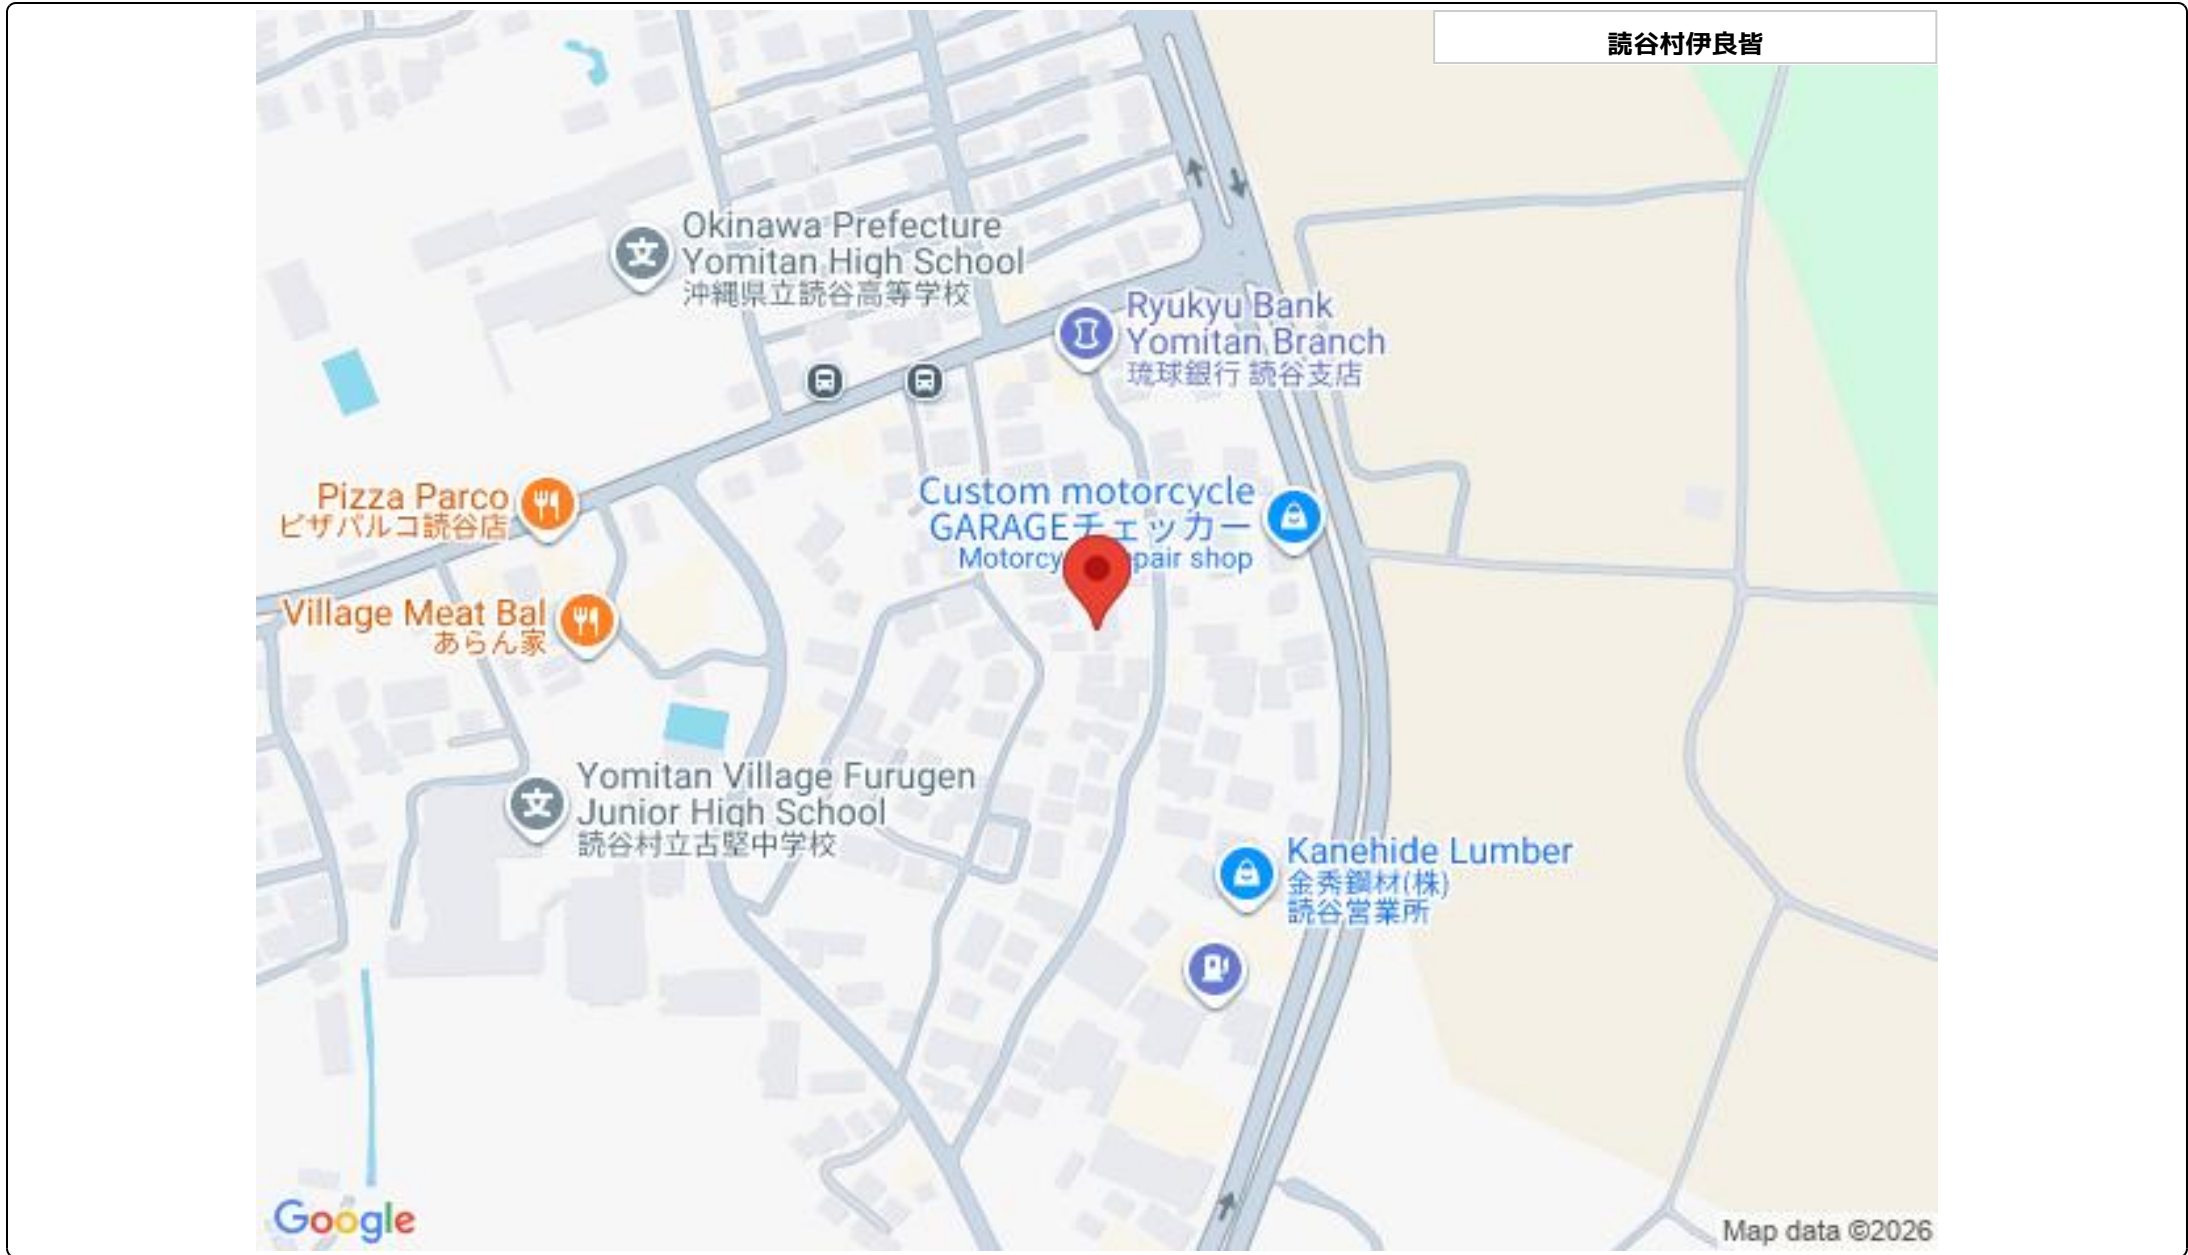 読谷村伊良皆
Okinawa Prefecture
Yomitan High School
沖縄県立読谷高等学校
Ryukyu Bank
Yomitan Branch
琉球銀行 読谷支店
Pizza Parco
ピザパルコ読谷店
Custom motorcycle
GARAGEチェッカー
Motorcy pair shop
Village Meat Bal
あらん家
Yomitan Village Furugen
Junior High School
読谷村立古堅中学校
Kanehide Lumber
金秀鋼材(株)
読谷営業所
Google
Map data ©2026